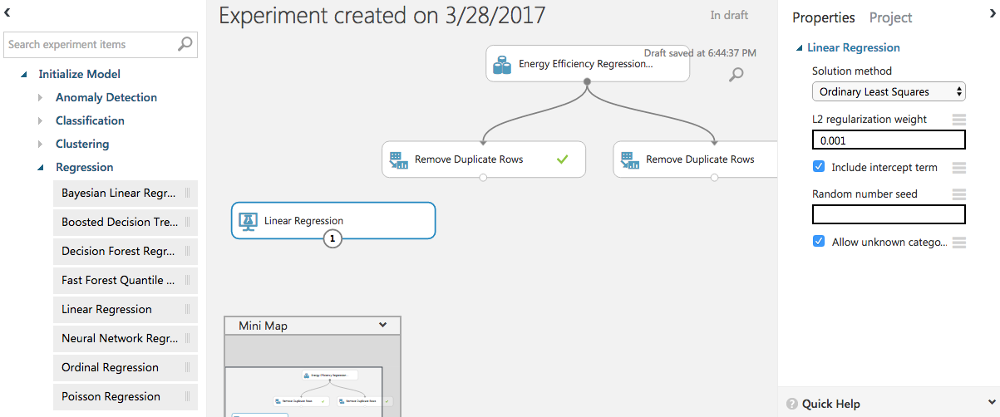 Search experiment items
Initialize Model
Anomaly Detection
Classification
Clustering
Regression
Bayesian Linear Regr...
Boosted Decision Tre...
Decision Forest Regr...
Fast Forest Quantile ...
Linear Regression
Neural Network Regr...
Ordinal Regression
Poisson Regression
Experiment created on 3/28/2017
In draft
Draft saved at 6:44:37 PM
Energy Efficiency Regression...
Remove Duplicate Rows
Remove Duplicate Rows
Linear Regression
1
Mini Map
Energy Efficiency Regression...
Remove Duplicate Rows
Remove Duplicate Rows
Properties Project
Linear Regression
Solution method
Ordinary Least Squares
L2 regularization weight
0.001
Include intercept term
Random number seed
Allow unknown catego...
Quick Help